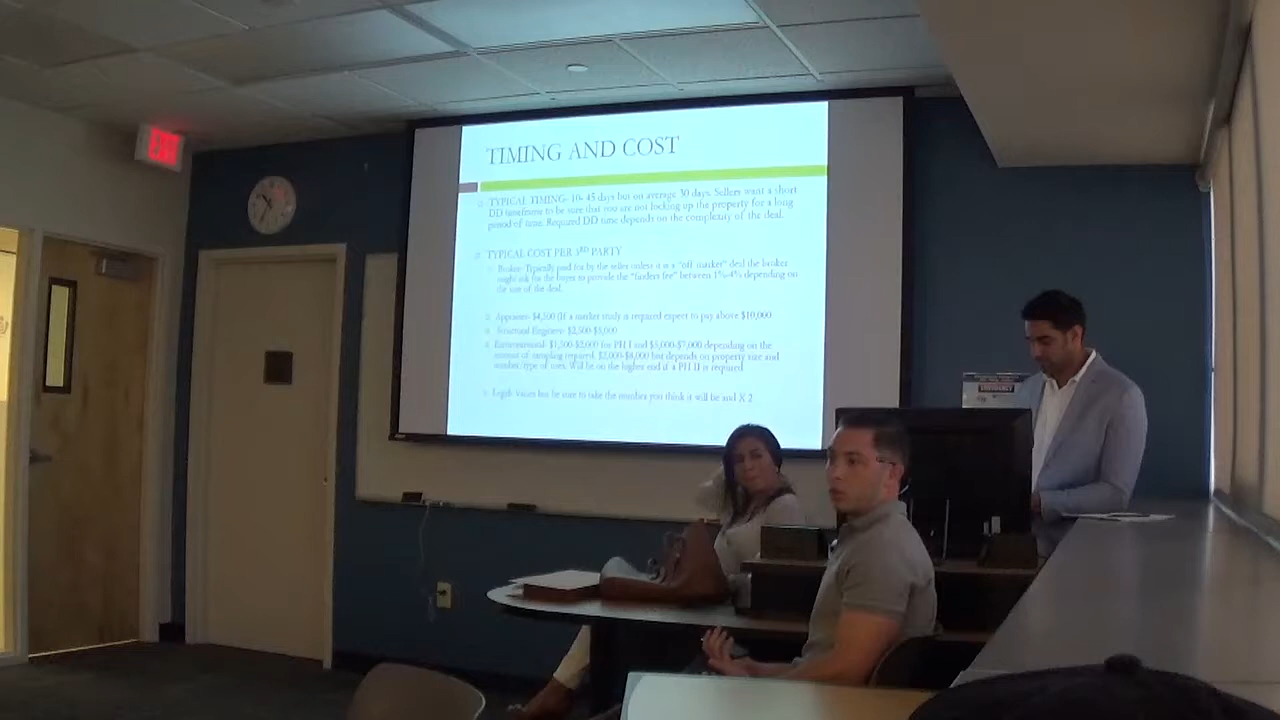 EXIT
TIMING AND COST
TYPICAL TIMING- 10- 45 days but on average 30 days. Sellers want a short
DD timeframe to be sure that you are not locking up the property for a long
period of time. Required DD time depends on the complexity of the deal.
TYPICAL COST PER 3RD PARTY
Broker- Typically paid for by the seller unless it is a "off market" deal the broker
might ask for the buyer to provide the "finders fee" between 1%-4% depending on
the size of the deal.
Appraiser- $4,500 (If a market study is required expect to pay above $10,000
Structural Engineer- $2,500-$5,000
Environmental- $1,500-$2,000 for PH I and $5,000-$7,000 depending on the
amount of sampling required. $2,000-$8,000 but depends on property size and
number/type of uses. Will be on the higher end if a PH II is required
Legal- Varies but be sure to take the number you think it will be and X 2
EMERGENCY